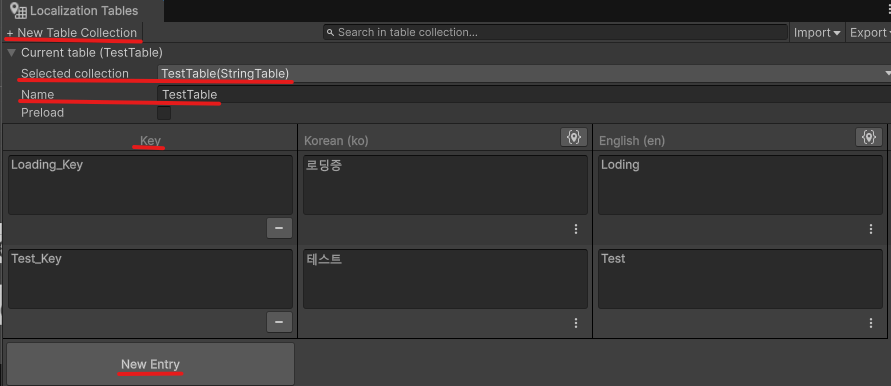 Localization Tables
+ New Table Collection Search in table collection... Import Export
Current table (TestTable)
Selected collection TestTable(StringTable)
Name TestTable
Preload
Key Korean (ko) English (en)
Loading_Key 로딩중 Loding
Test_Key 테스트 Test
New Entry